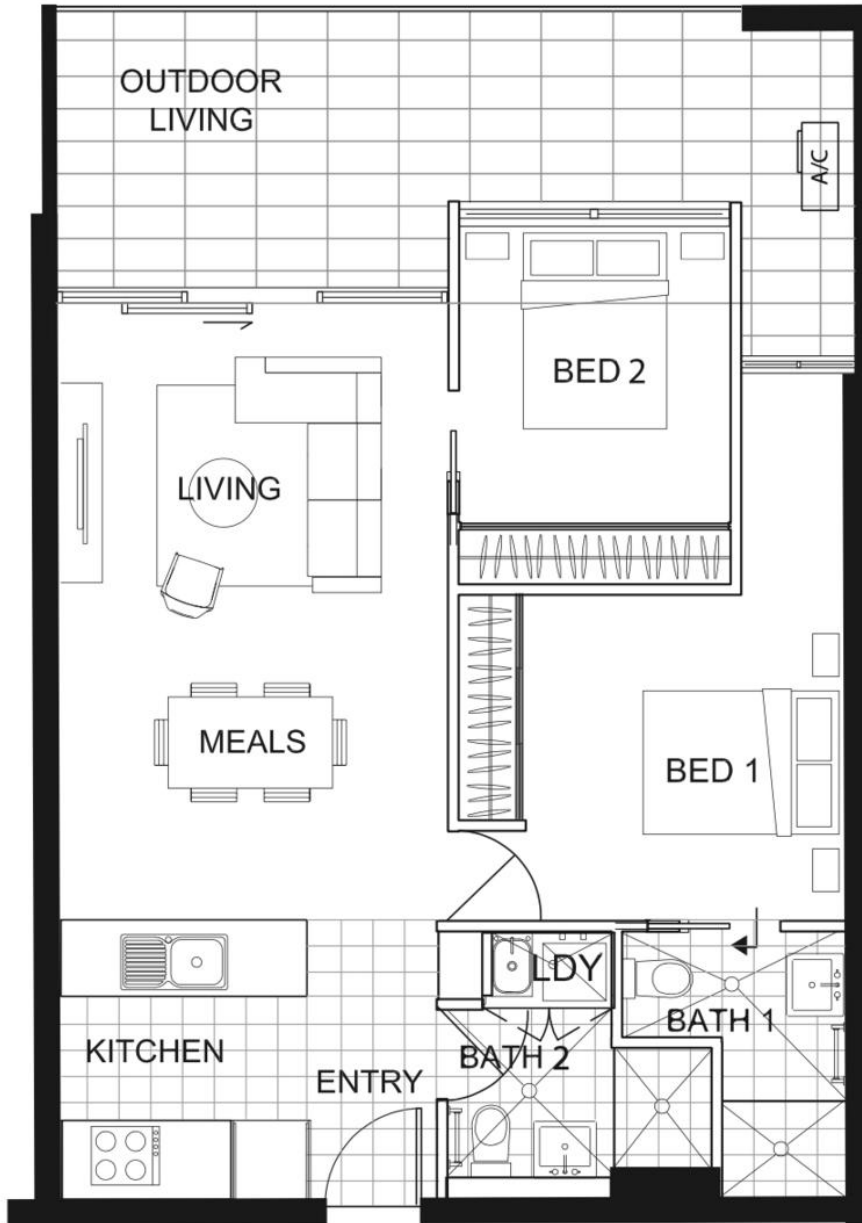 OUTDOOR
LIVING
A/C
BED 2
LIVING
MEALS
BED 1
LDY
BATH 1
KITCHEN
BATH 2
ENTRY